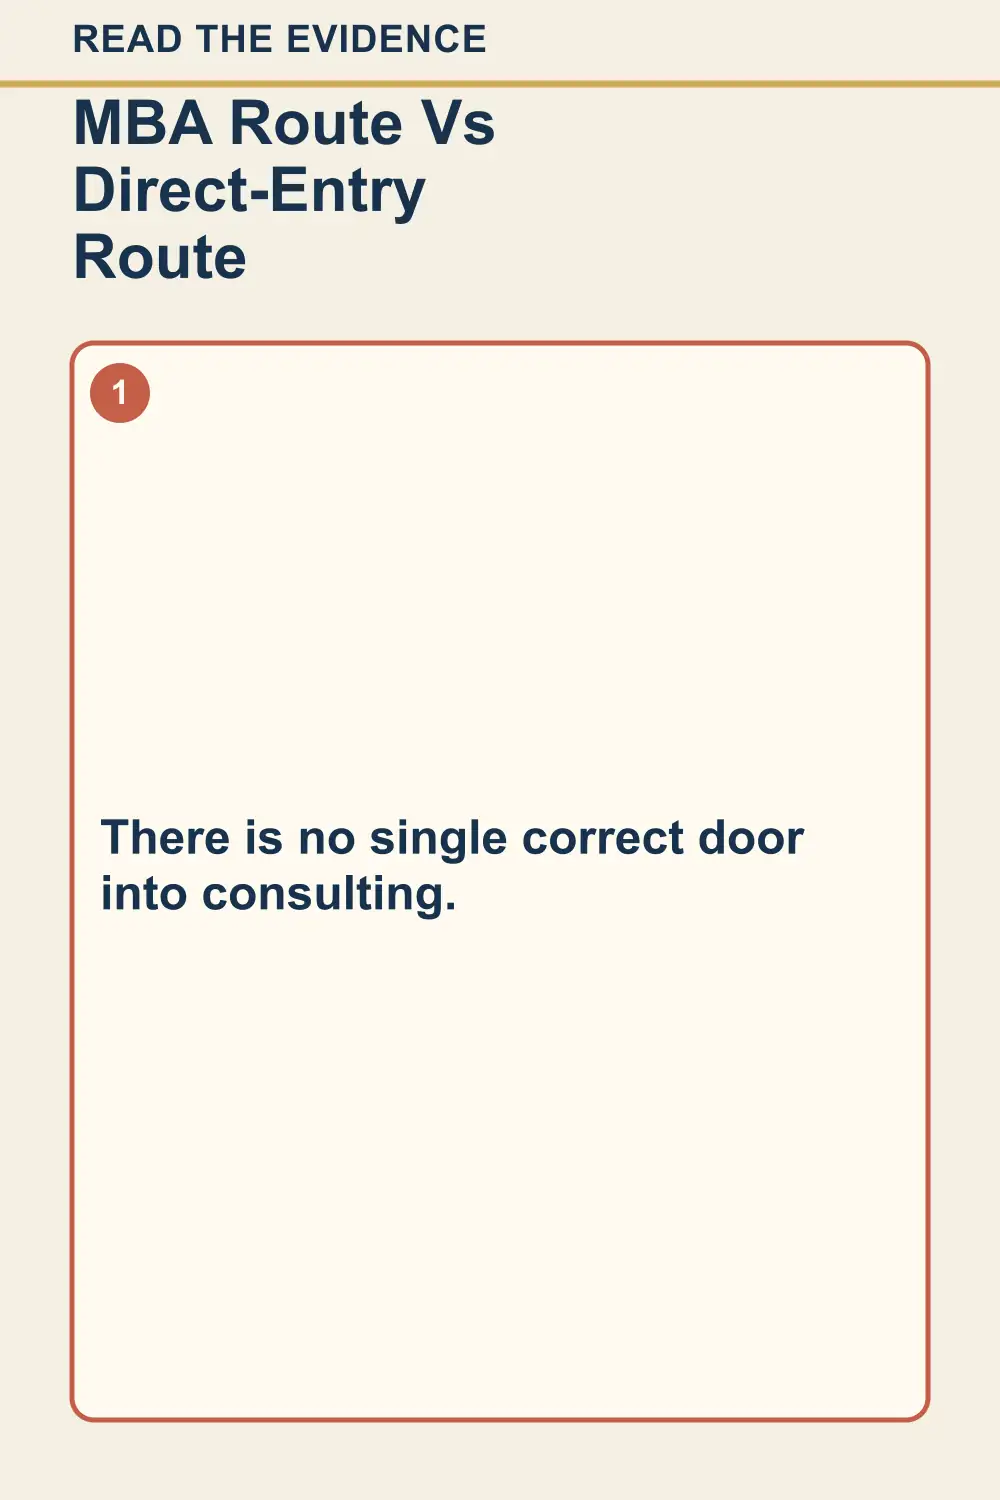 READ THE EVIDENCE
MBA Route Vs
Direct-Entry
Route
1
There is no single correct door
into consulting.